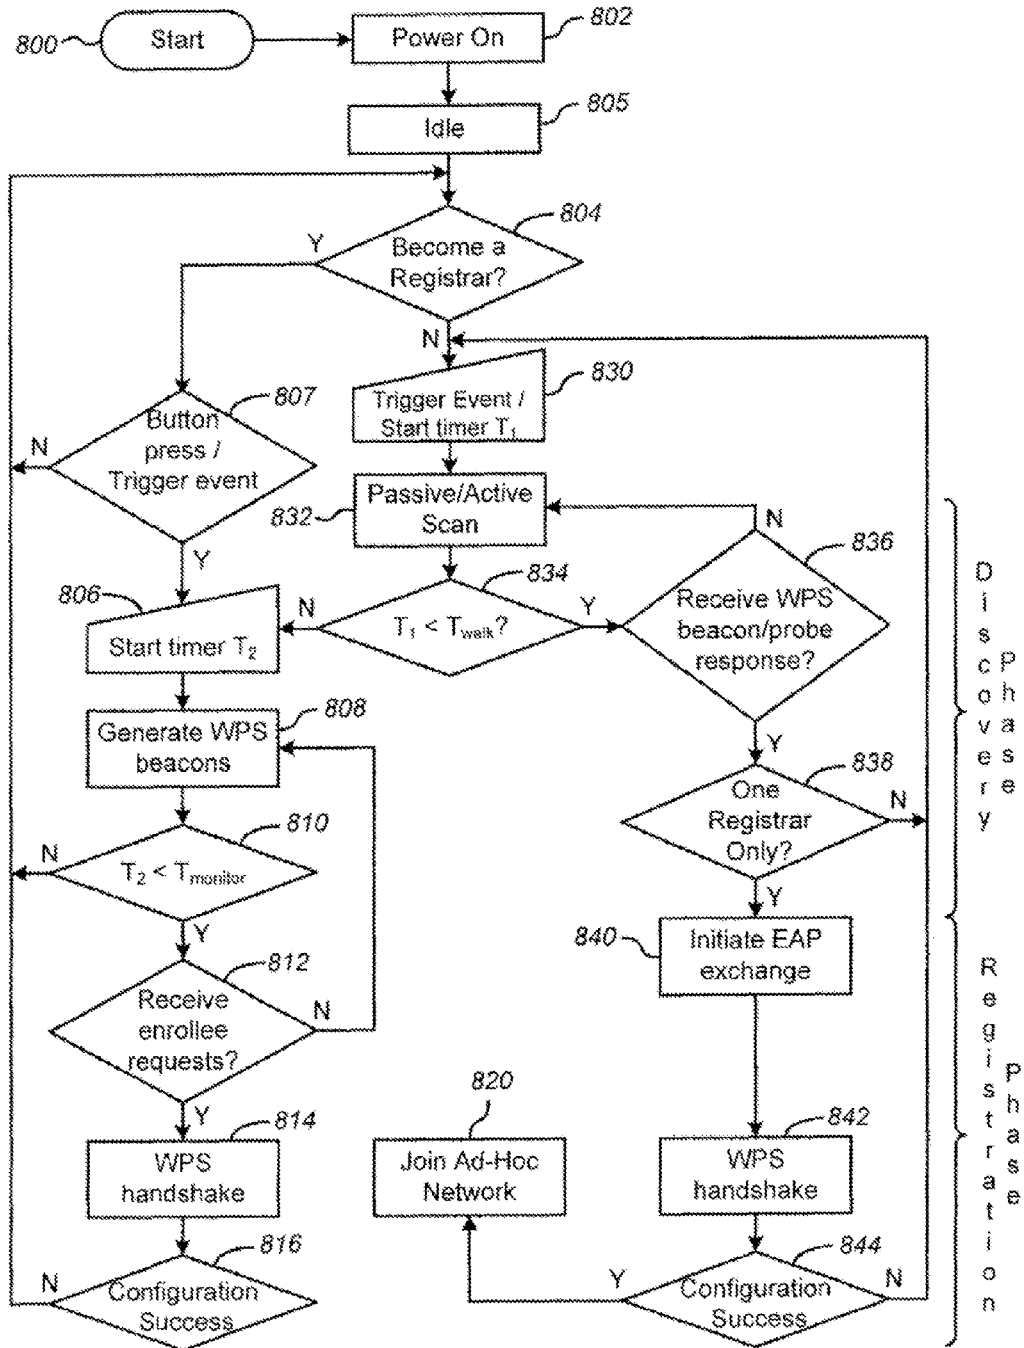 800
Start
802
Power On
805
Idle
804
Become a
Registrar?
Y
N
807
Button
press /
Trigger event
N
Y
830
Trigger Event /
Start timer T1
832
Passive/Active
Scan
834
T1 < Twalk?
N
Y
836
Receive WPS
beacon/probe
response?
N
Y
806
Start timer T2
808
Generate WPS
beacons
838
One
Registrar
Only?
N
Y
810
T2 < Tmonitor
N
Y
812
Receive
enrollee
requests?
N
Y
840
Initiate EAP
exchange
814
WPS
handshake
820
Join Ad-Hoc
Network
842
WPS
handshake
816
Configuration
Success
N
844
Configuration
Success
Y
N
Discovery
Phase
Registration
Phase